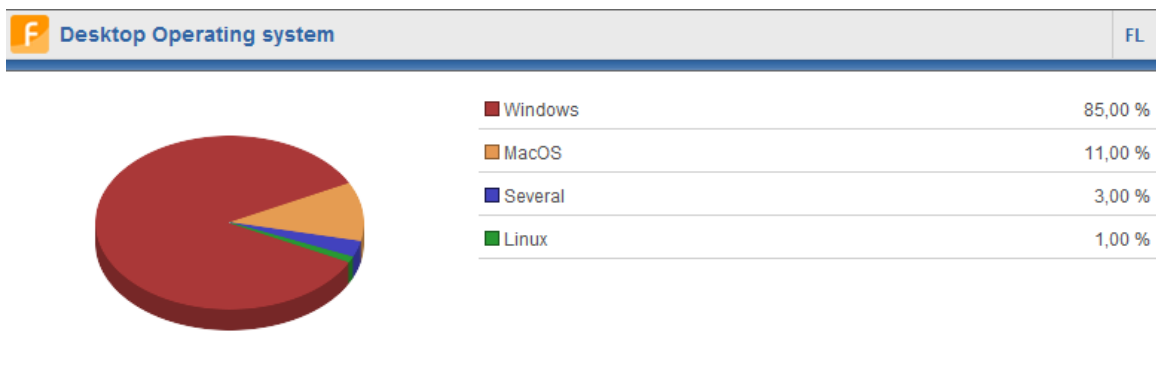 F Desktop Operating system FL
Windows 85,00 %
MacOS 11,00 %
Several 3,00 %
Linux 1,00 %